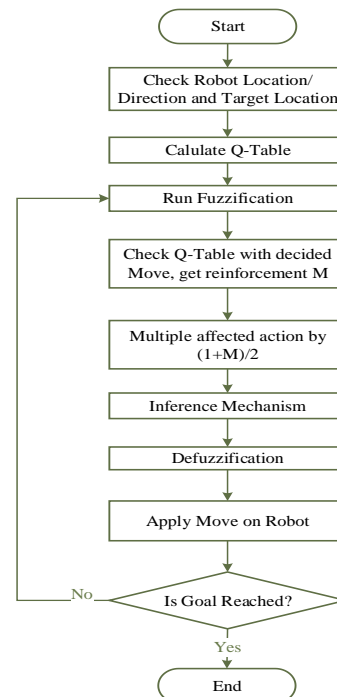 Start
Check Robot Location/
Direction and Target Location
Calulate Q-Table
Run Fuzzification
Check Q-Table with decided
Move, get reinforcement M
Multiple affected action by
(1+M)/2
Inference Mechanism
Defuzzification
Apply Move on Robot
No
Is Goal Reached?
Yes
End